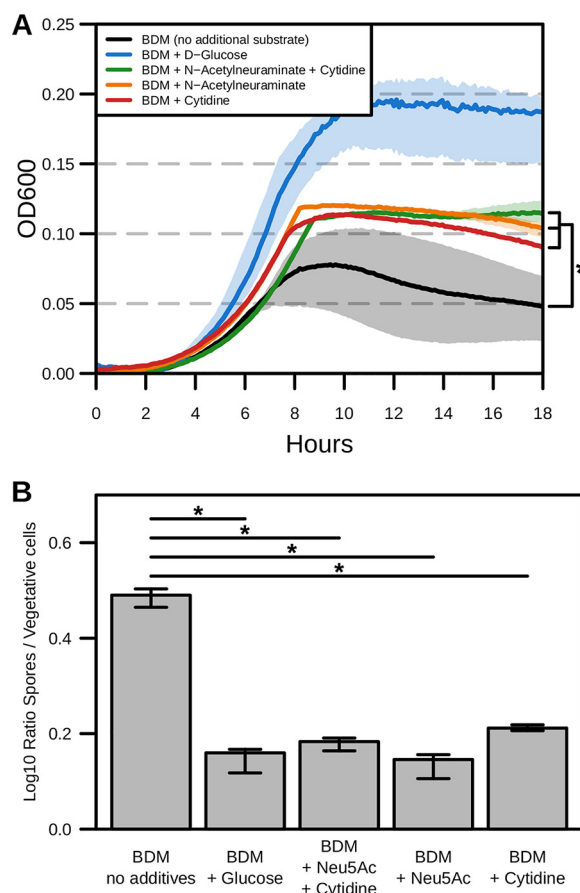 A
0.25
0.20
0.15
0.10
0.05
0.00
OD600
BDM (no additional substrate)
BDM + D−Glucose
BDM + N−Acetylneuraminate + Cytidine
BDM + N−Acetylneuraminate
BDM + Cytidine
*
0 2 4 6 8 10 12 14 16 18
Hours
B
Log10 Ratio Spores / Vegetative cells
0.6
0.4
0.2
0.0
*
*
*
*
BDM
no additives
BDM
+ Glucose
BDM
+ Neu5Ac
+ Cytidine
BDM
+ Neu5Ac
BDM
+ Cytidine